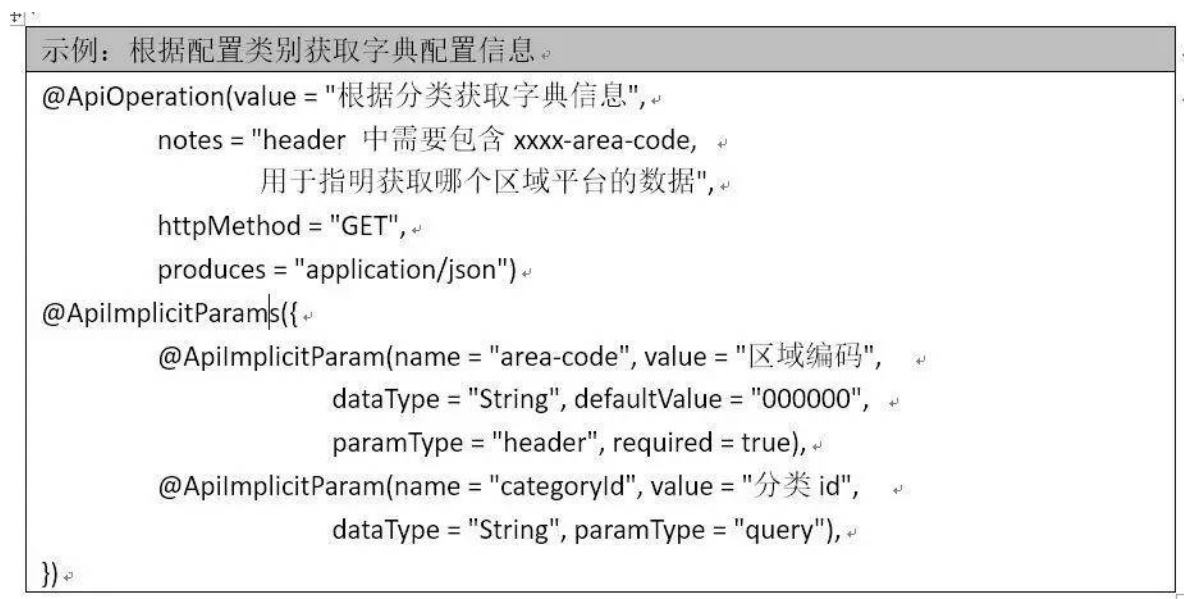 示例：根据配置类别获取字典配置信息
@ApiOperation(value = "根据分类获取字典信息",
notes = "header 中需要包含 xxxx-area-code,
用于指明获取哪个区域平台的数据",
httpMethod = "GET",
produces = "application/json")
@ApiImplicitParams({
@ApiImplicitParam(name = "area-code", value = "区域编码",
dataType = "String", defaultValue = "000000",
paramType = "header", required = true),
@ApiImplicitParam(name = "categoryId", value = "分类 id",
dataType = "String", paramType = "query"),
})